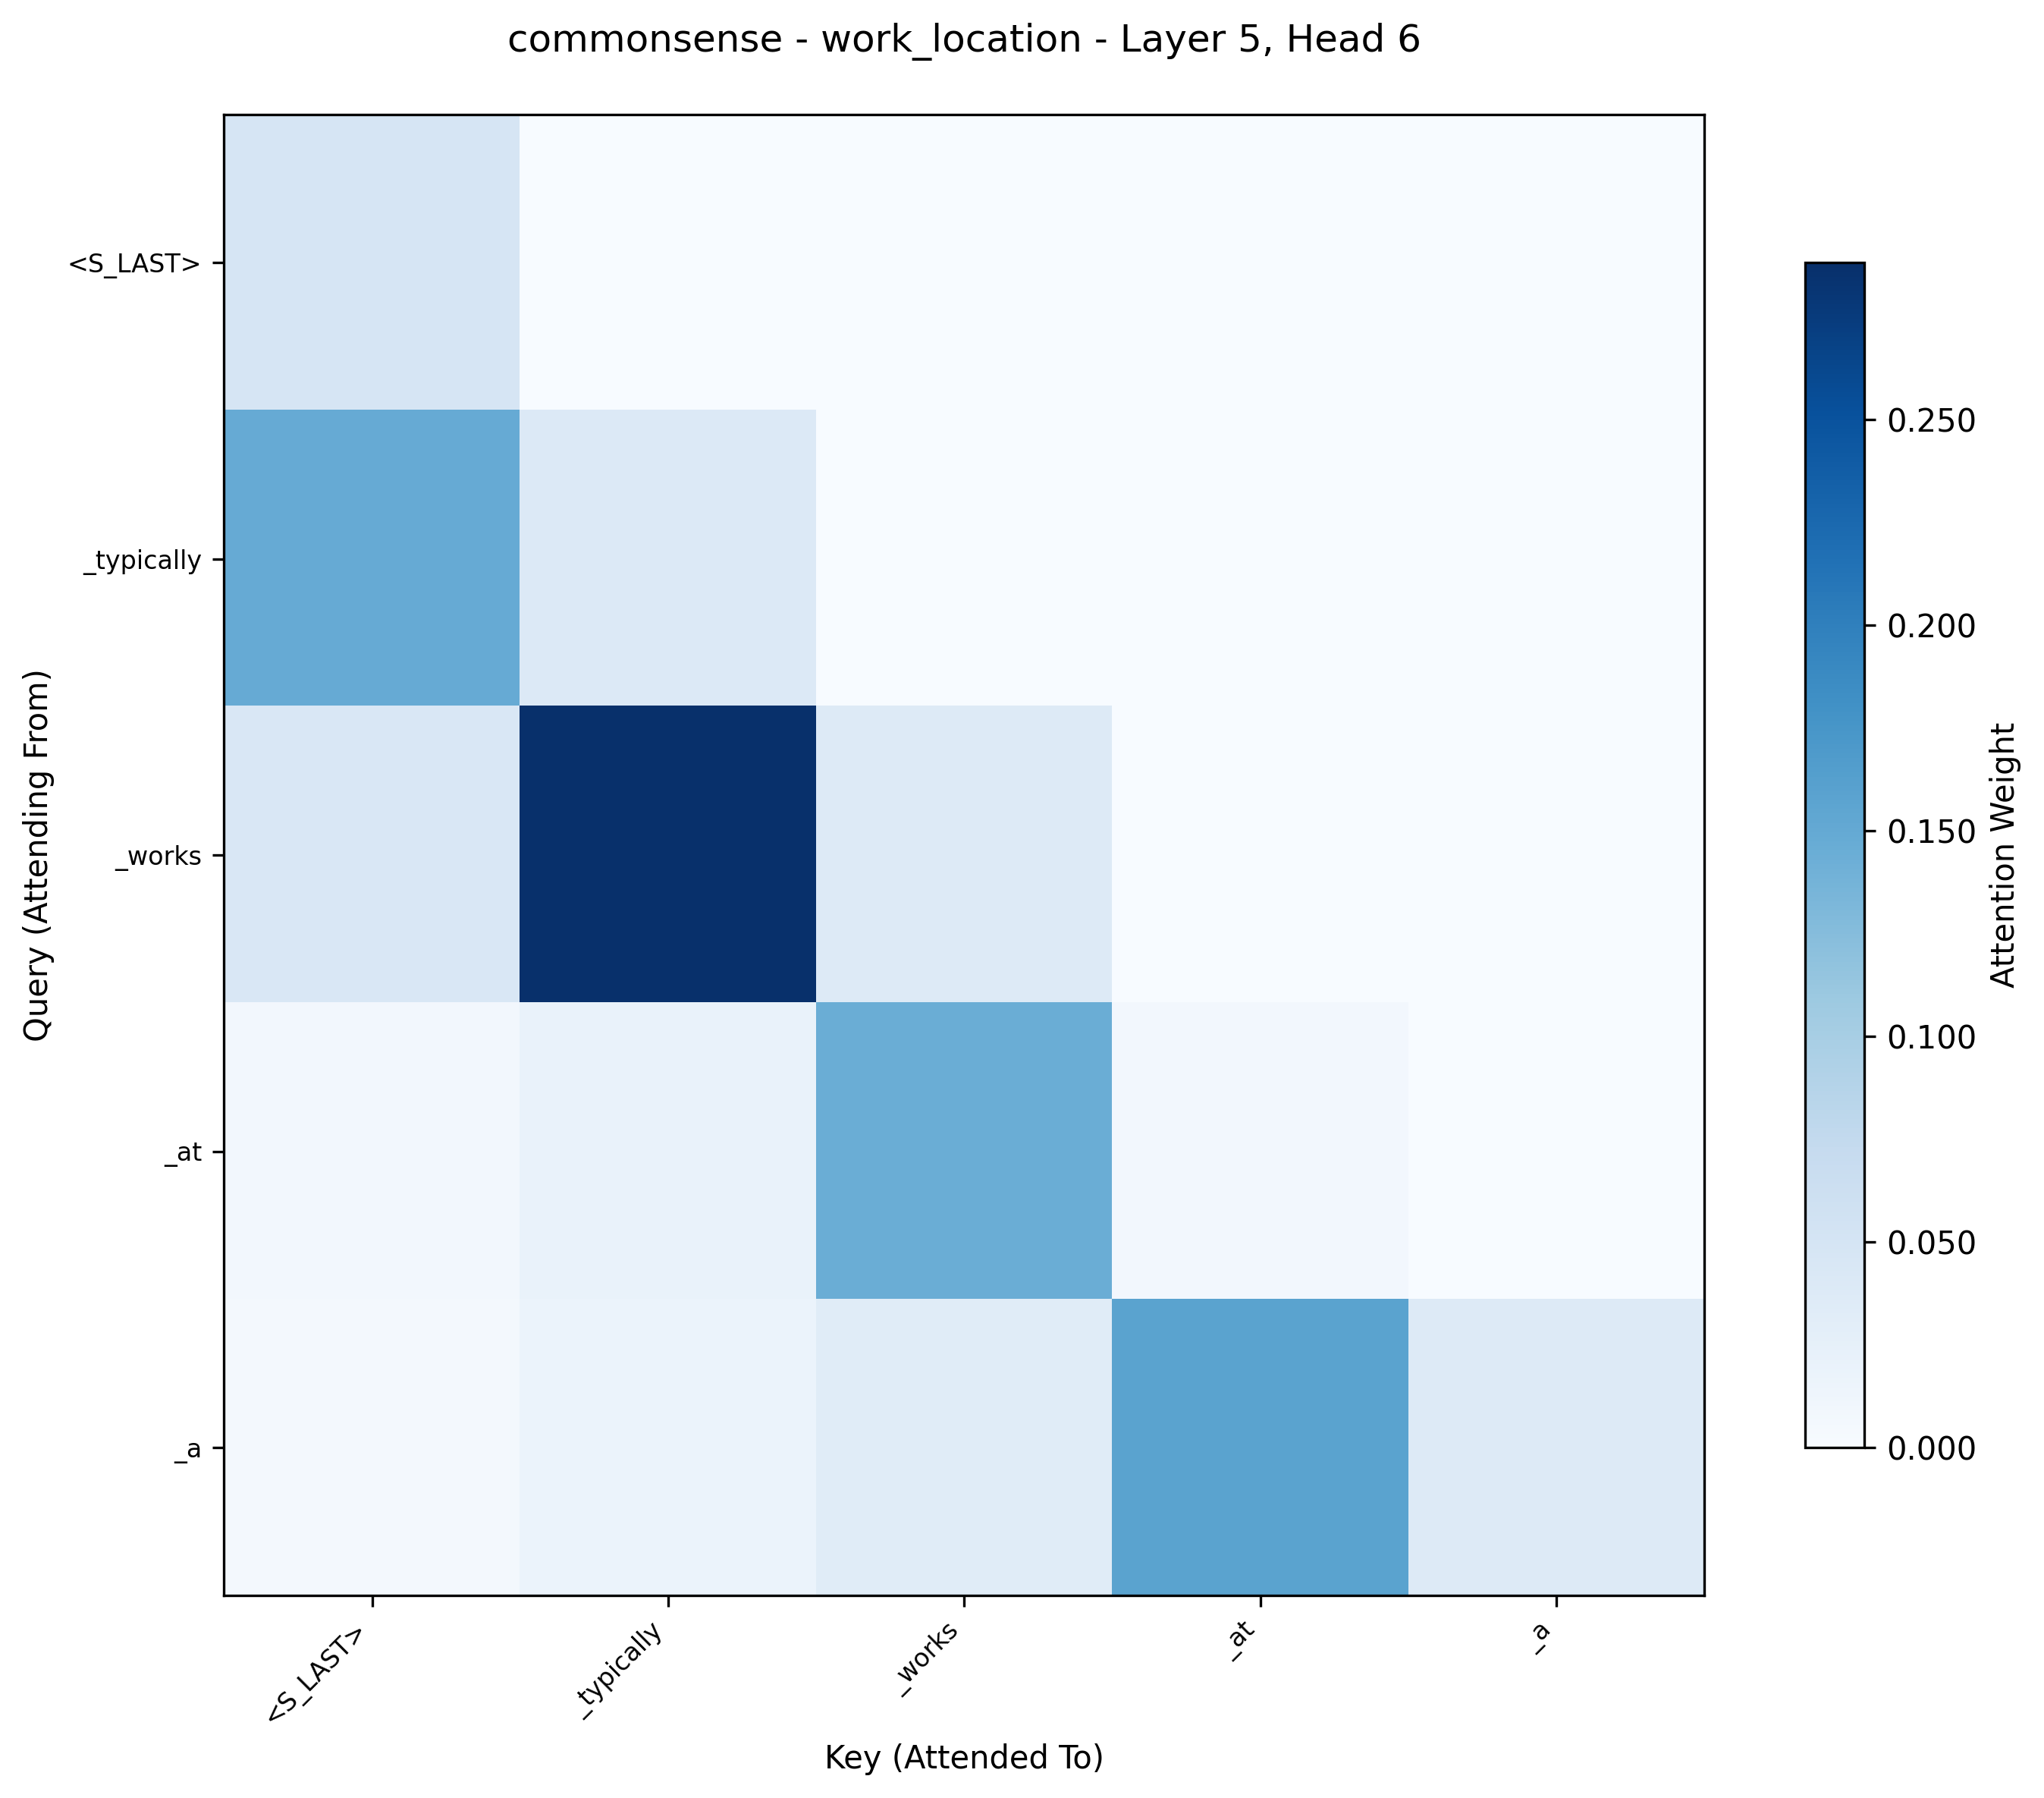 commonsense - work_location - Layer 5, Head 6
Query (Attending From)
<S_LAST>
_typically
_works
_at
_a
<S_LAST>
_typically
_works
_at
_a
Key (Attended To)
0.250
0.200
0.150
0.100
0.050
0.000
Attention Weight